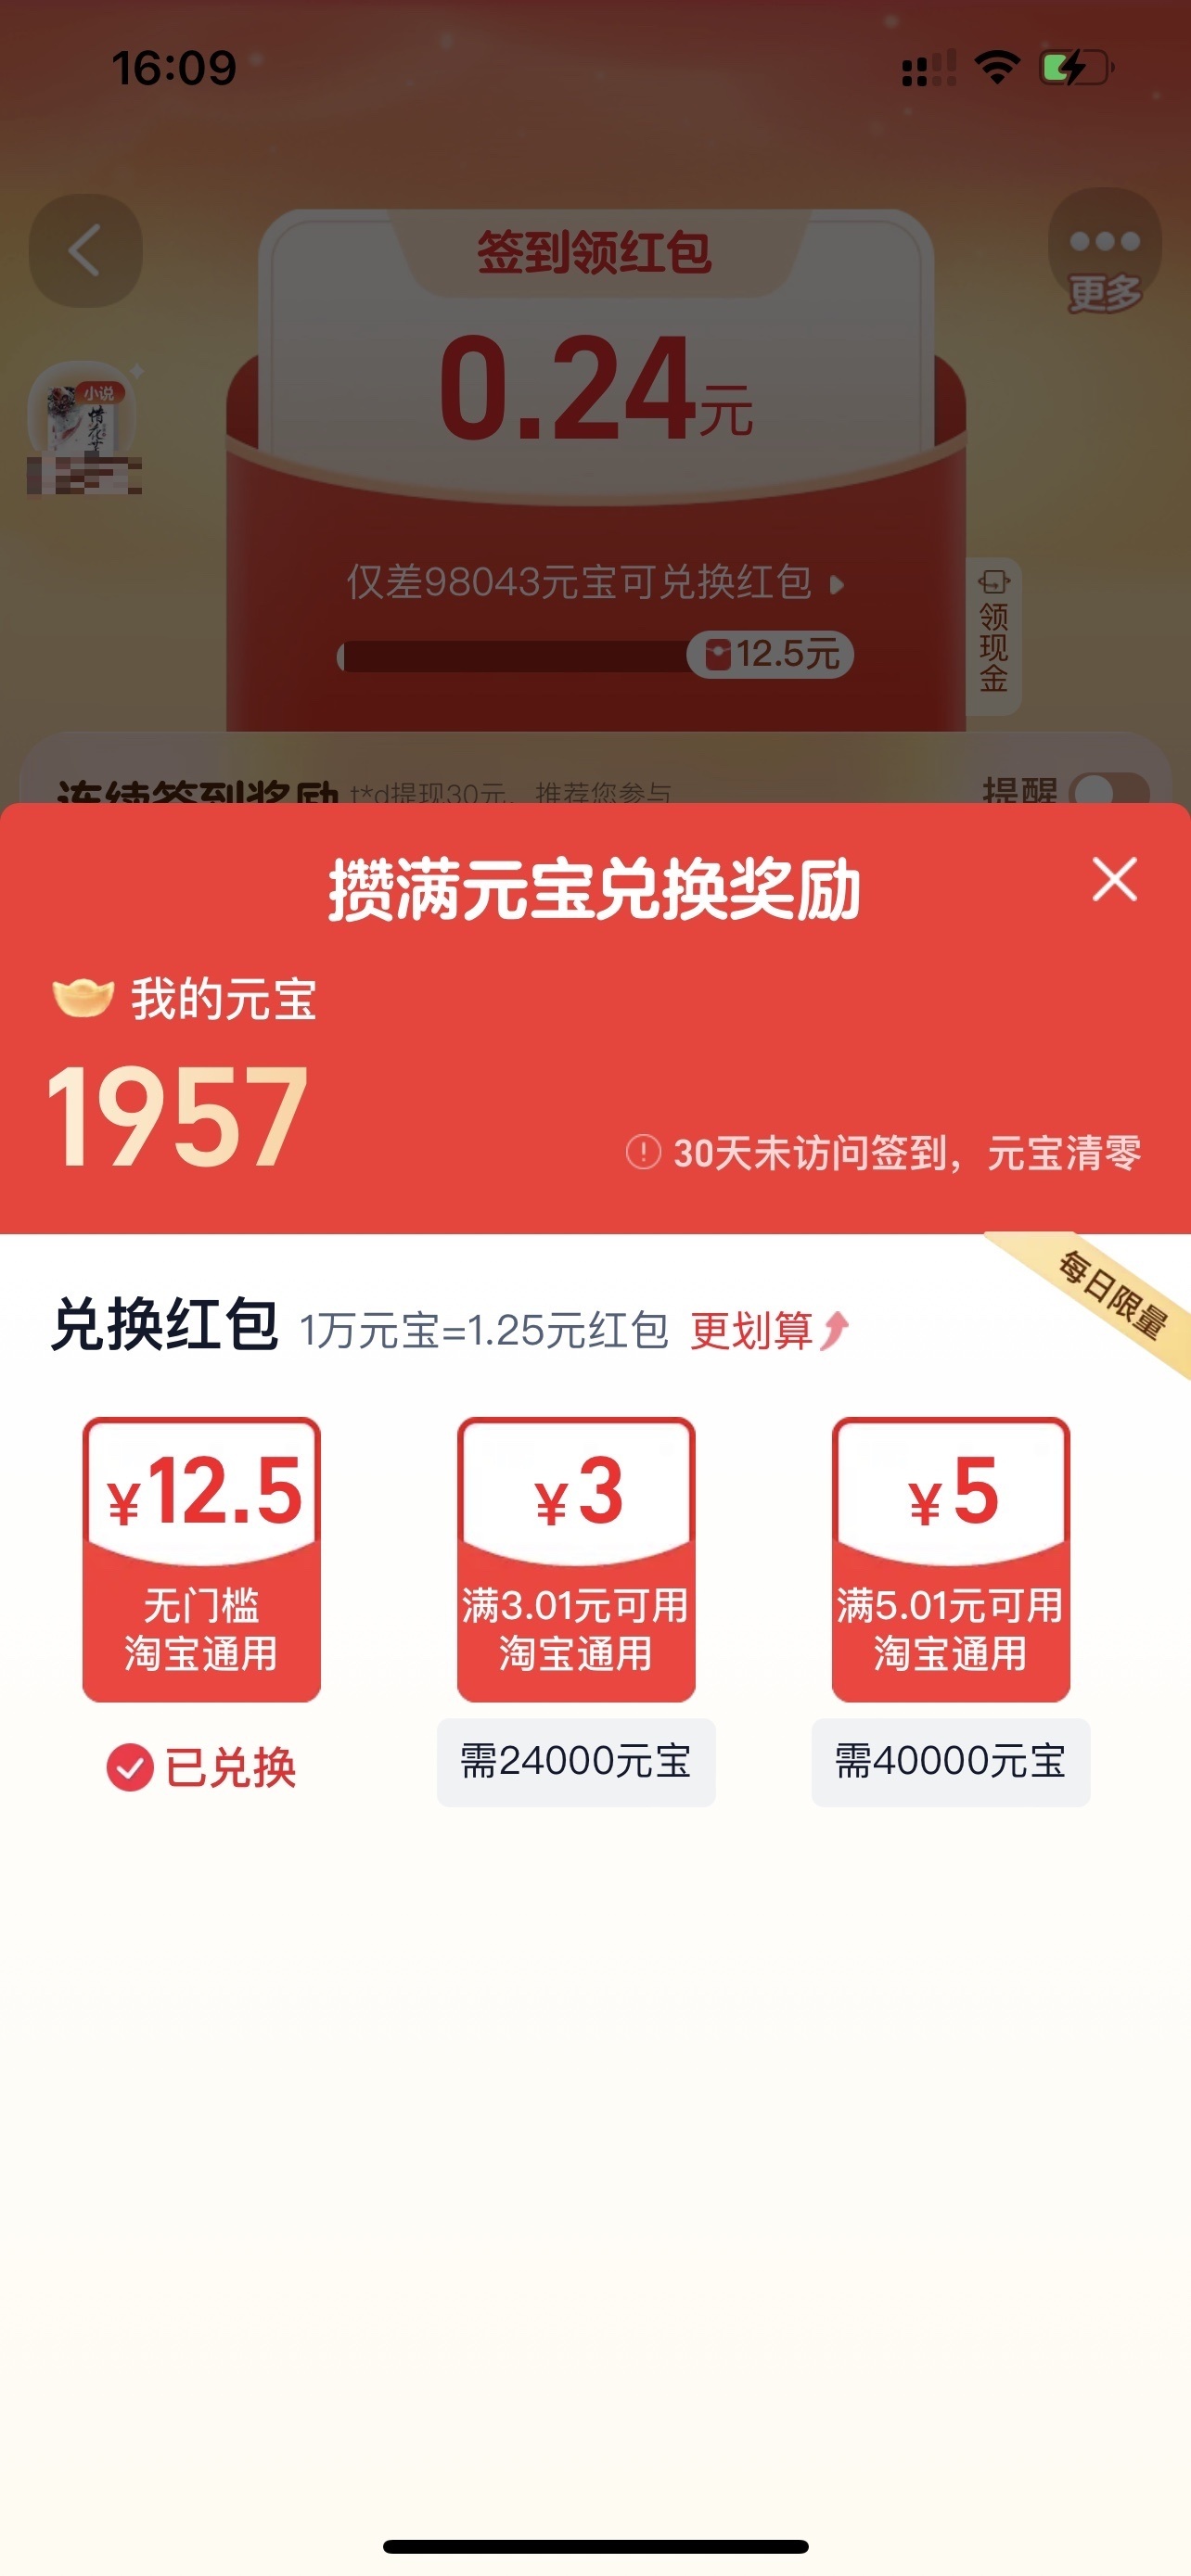 16:09
签到领红包
更多
0.24元
小说
仅差98043元宝可兑换红包
12.5元
领现金
连续签到奖励 t*d提现30元，推荐您参与 提醒
攒满元宝兑换奖励
我的元宝
1957
30天未访问签到，元宝清零
每日限量
兑换红包 1万元宝=1.25元红包 更划算
¥12.5
无门槛
淘宝通用
已兑换
¥3
满3.01元可用
淘宝通用
需24000元宝
¥5
满5.01元可用
淘宝通用
需40000元宝